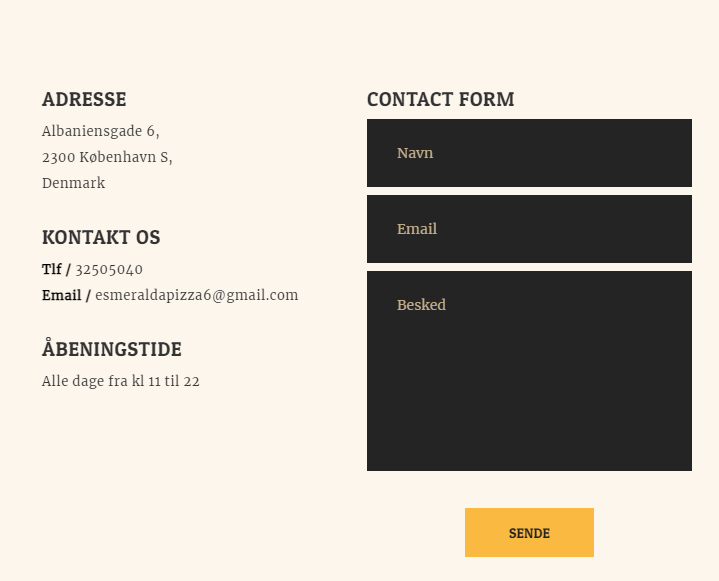 ADRESSE
Albaniensgade 6,
2300 København S,
Denmark
KONTAKT OS
Tlf / 32505040
Email / esmeraldapizza6@gmail.com
ÅBENINGSTIDE
Alle dage fra kl 11 til 22
CONTACT FORM
Navn
Email
Besked
SENDE